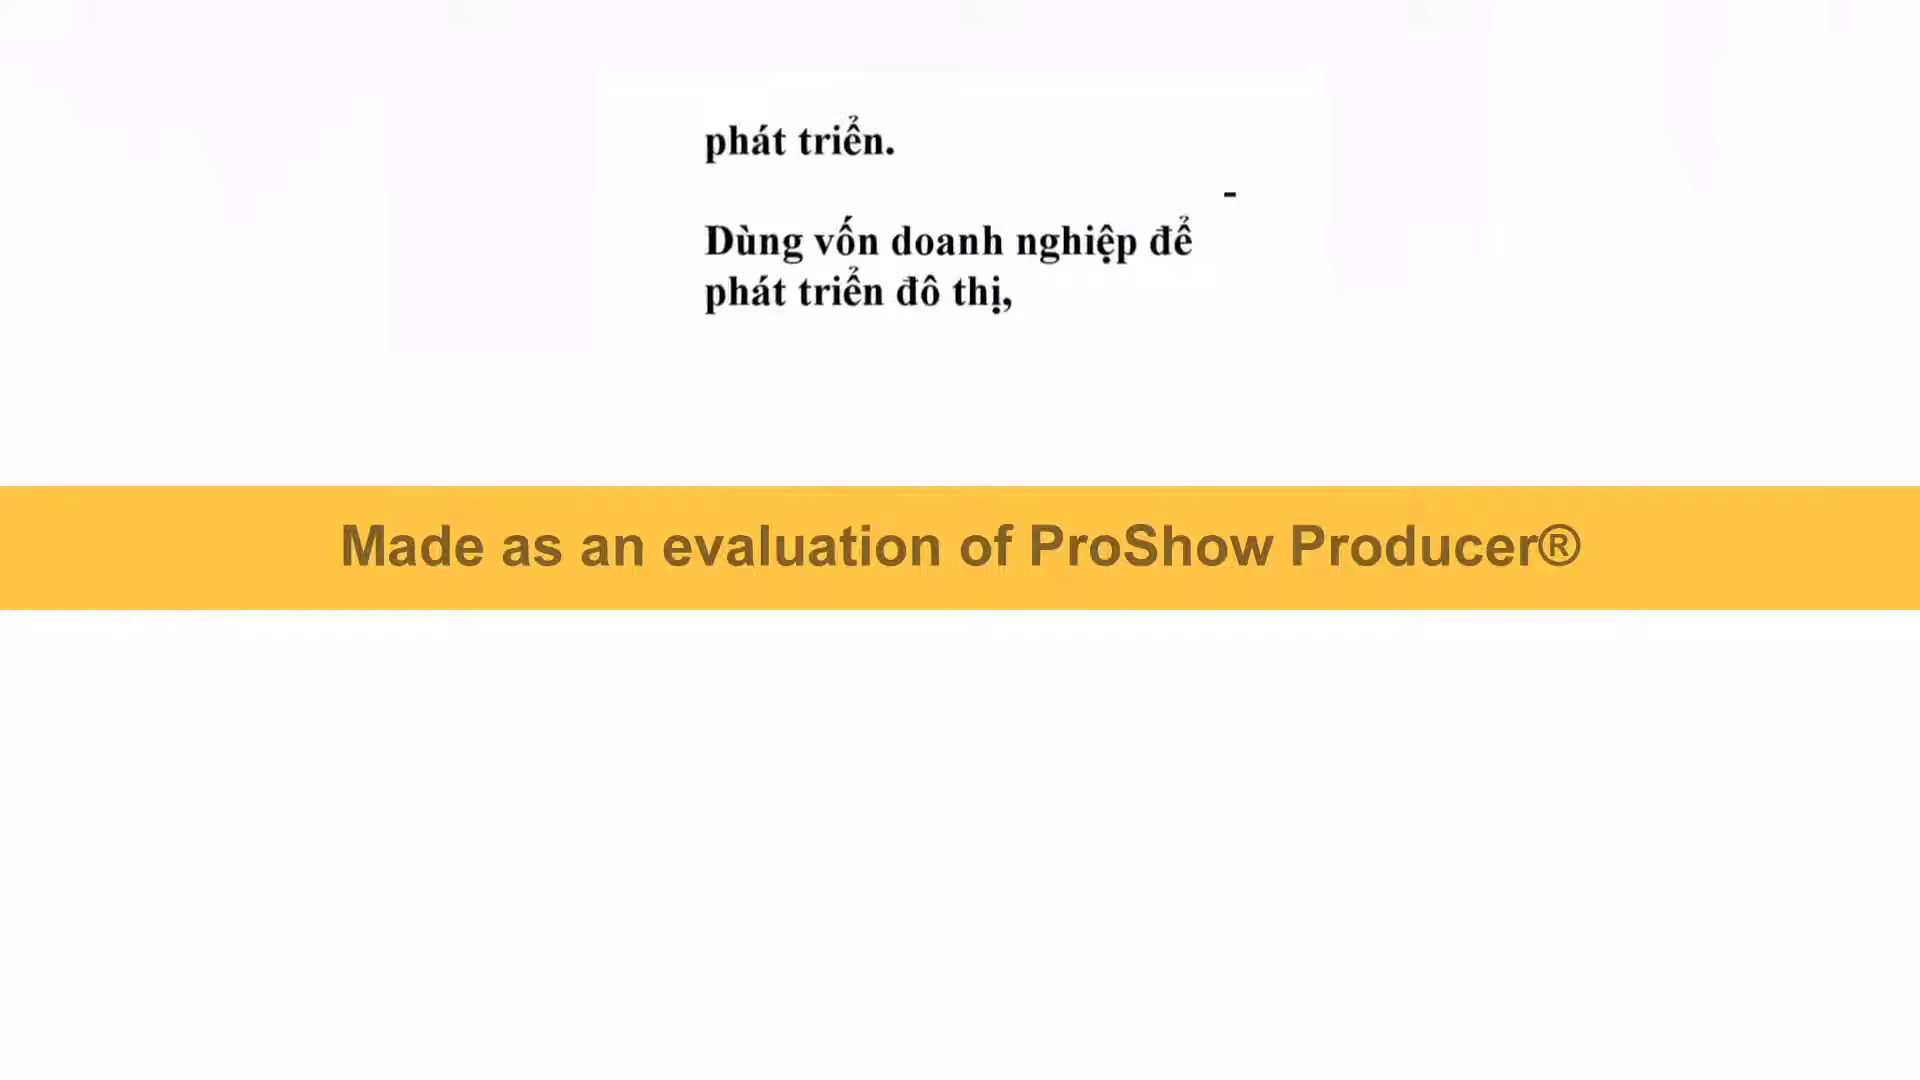 phát triển.
-
Dùng vốn doanh nghiệp để
phát triển đô thị,
Made as an evaluation of ProShow Producer®